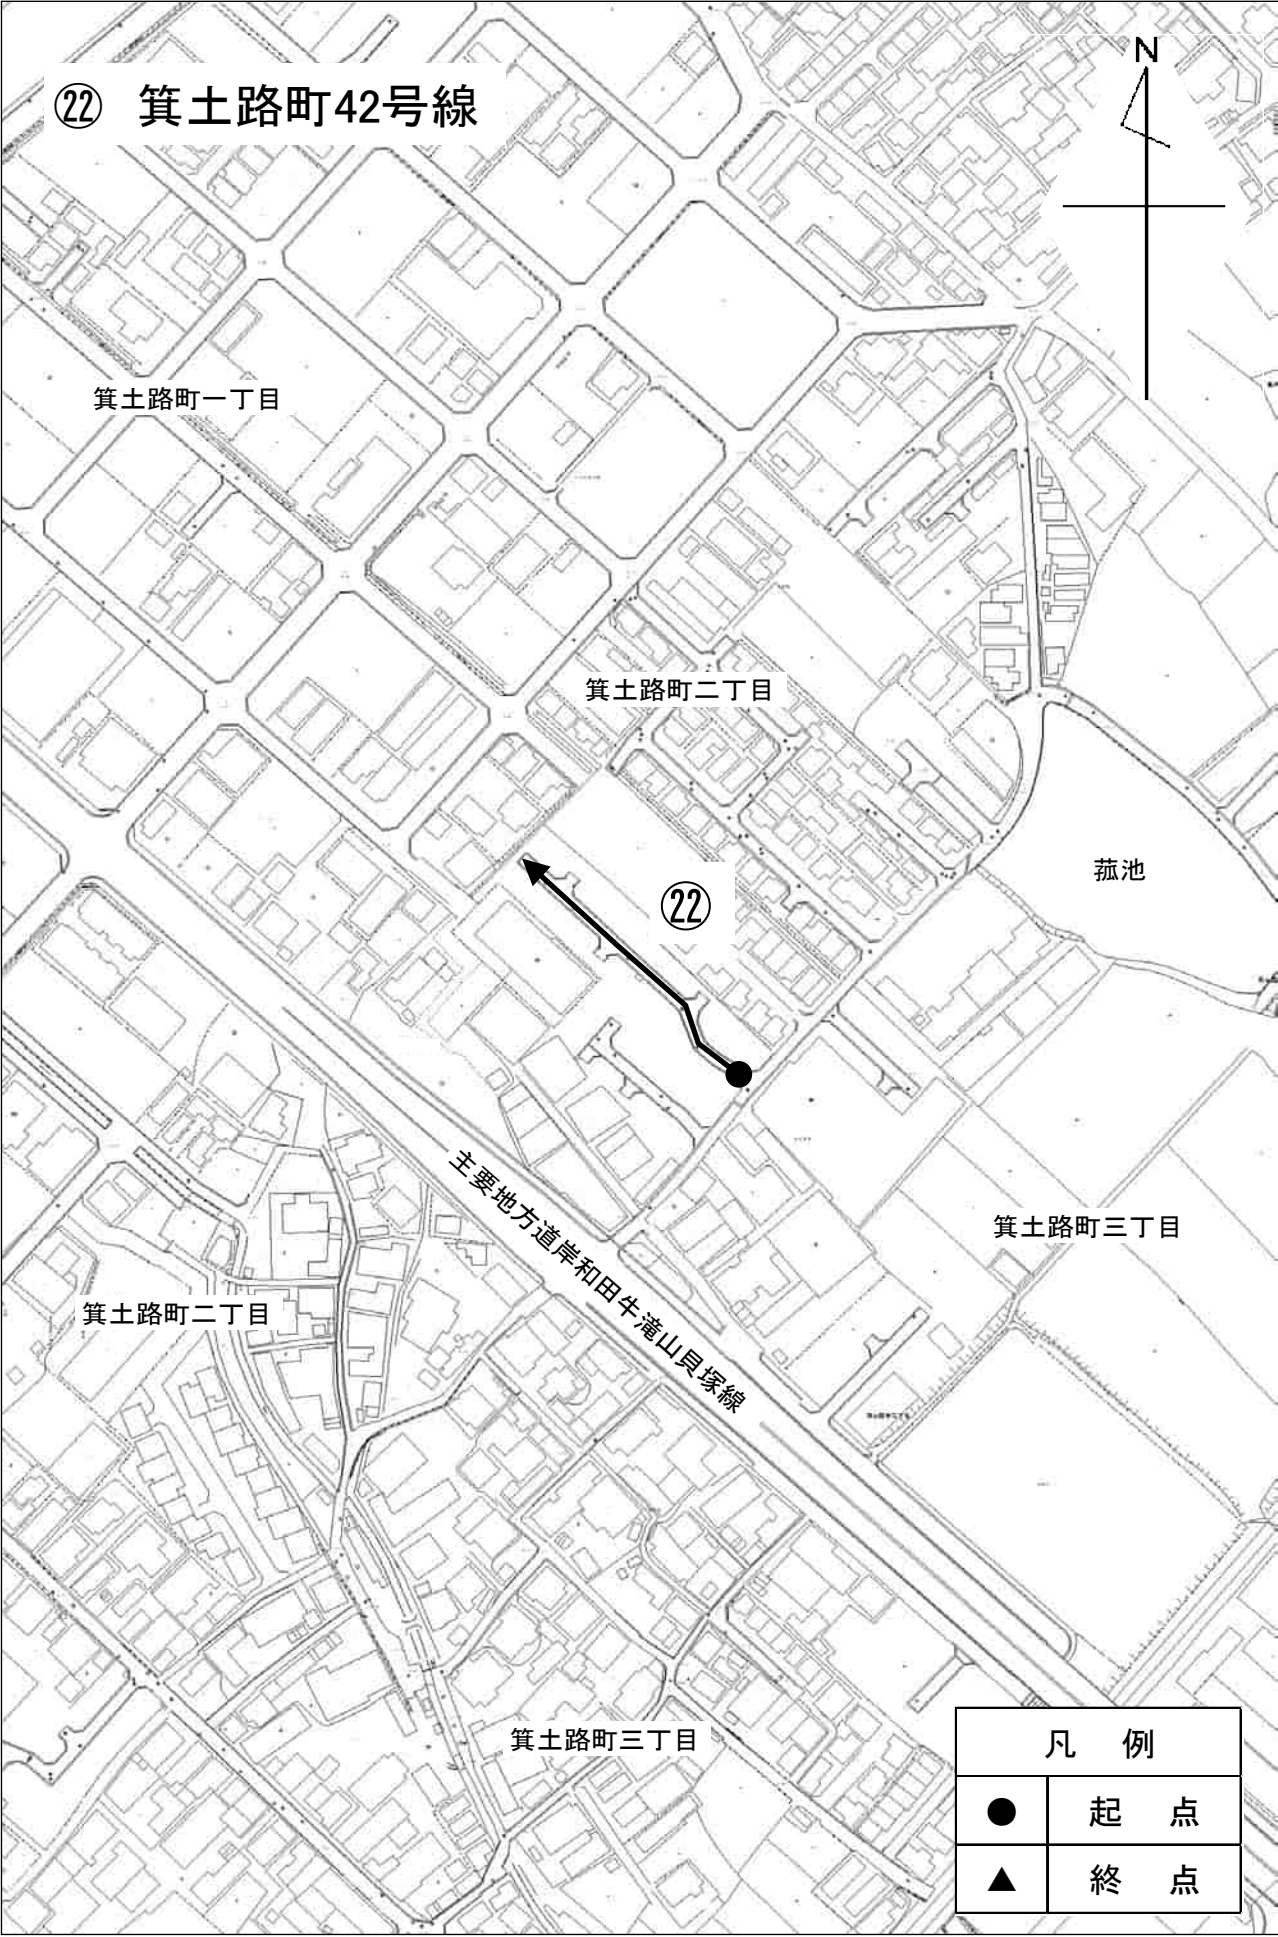 ㉒ 箕土路町42号線
N
箕土路町一丁目
箕土路町二丁目
菰池
㉒
主要地方道岸和田牛滝山貝塚線
箕土路町三丁目
箕土路町二丁目
箕土路町三丁目
凡 例
● 起 点
▲ 終 点